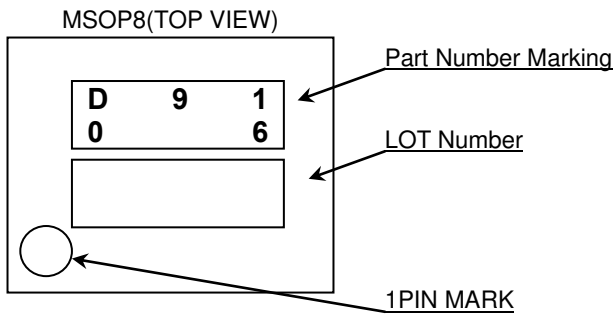 MSOP8(TOP VIEW)
Part Number Marking
D 9 1
0 6
LOT Number
1PIN MARK